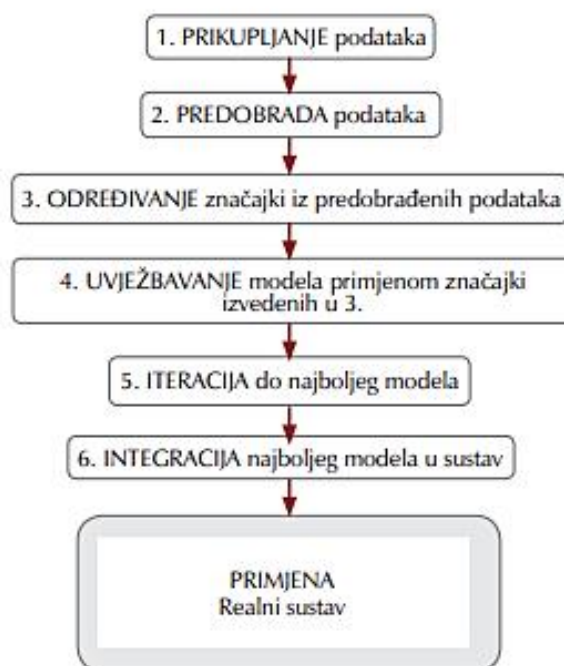 1. PRIKUPLJANJE podataka
2. PREDOBRADA podataka
3. ODREĐIVANJE značajki iz predobrađenih podataka
4. UVJEŽBAVANJE modela primjenom značajki
izvedenih u 3.
5. ITERACIJA do najboljeg modela
6. INTEGRACIJA najboljeg modela u sustav
PRIMJENA
Realni sustav